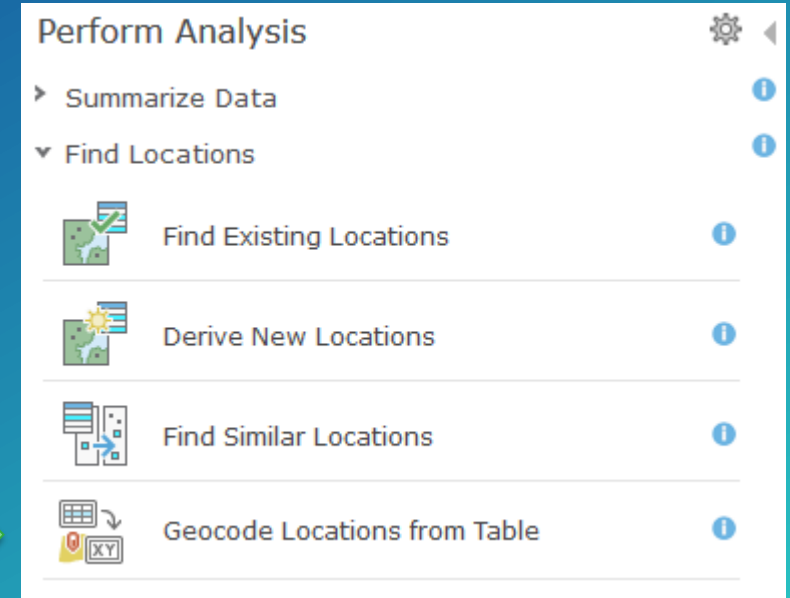 Perform Analysis
Summarize Data
Find Locations
Find Existing Locations
Derive New Locations
Find Similar Locations
Geocode Locations from Table
XY